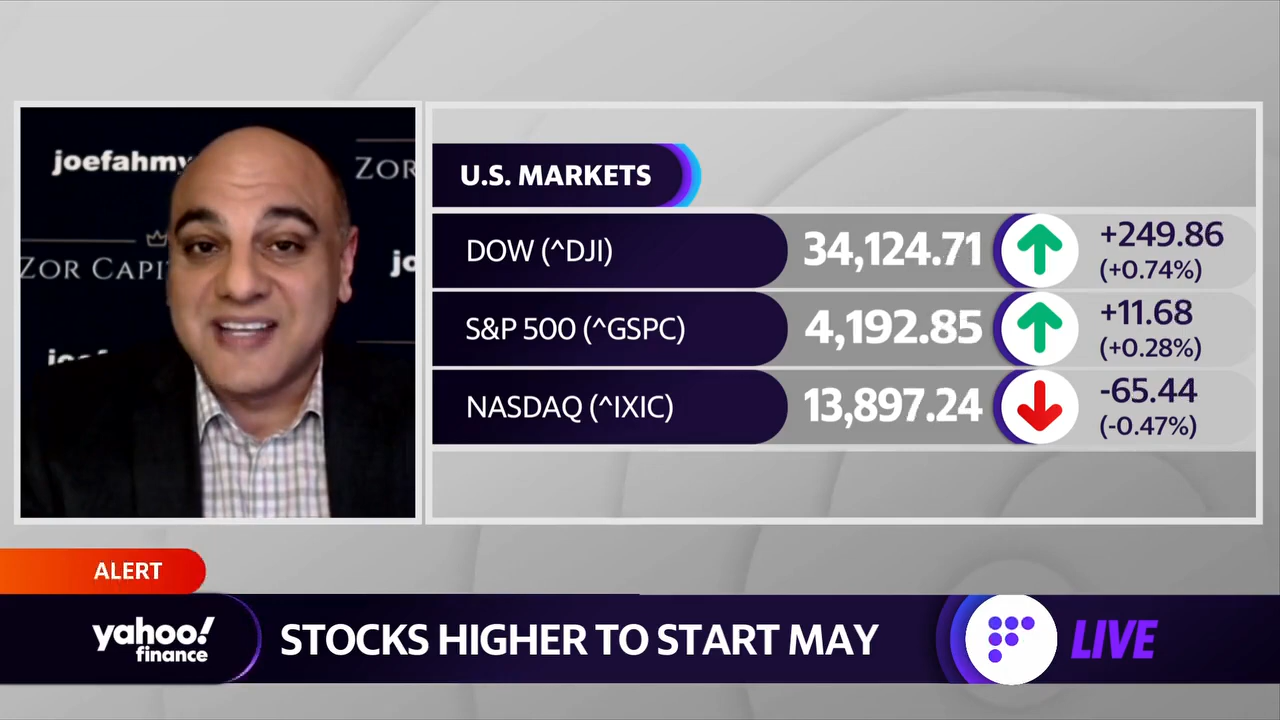 joefahmy
ZOR
ZOR CAPI
jo
joef
U.S. MARKETS
DOW (^DJI)
34,124.71
+249.86
(+0.74%)
S&P 500 (^GSPC)
4,192.85
+11.68
(+0.28%)
NASDAQ (^IXIC)
13,897.24
-65.44
(-0.47%)
ALERT
yahoo!
finance
STOCKS HIGHER TO START MAY
LIVE